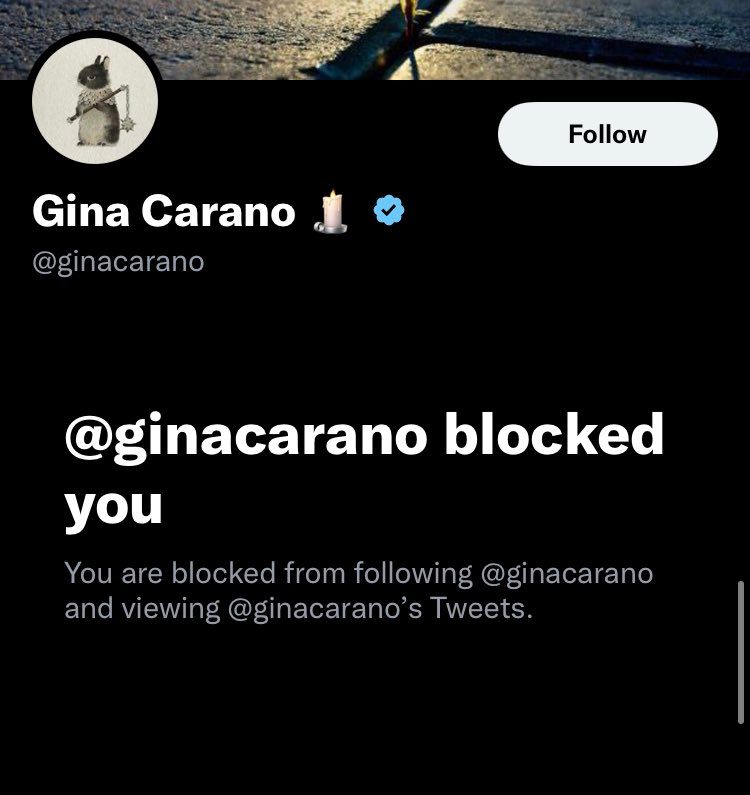 Follow
Gina Carano 🕯️
@ginacarano
@ginacarano blocked
you
You are blocked from following @ginacarano
and viewing @ginacarano’s Tweets.